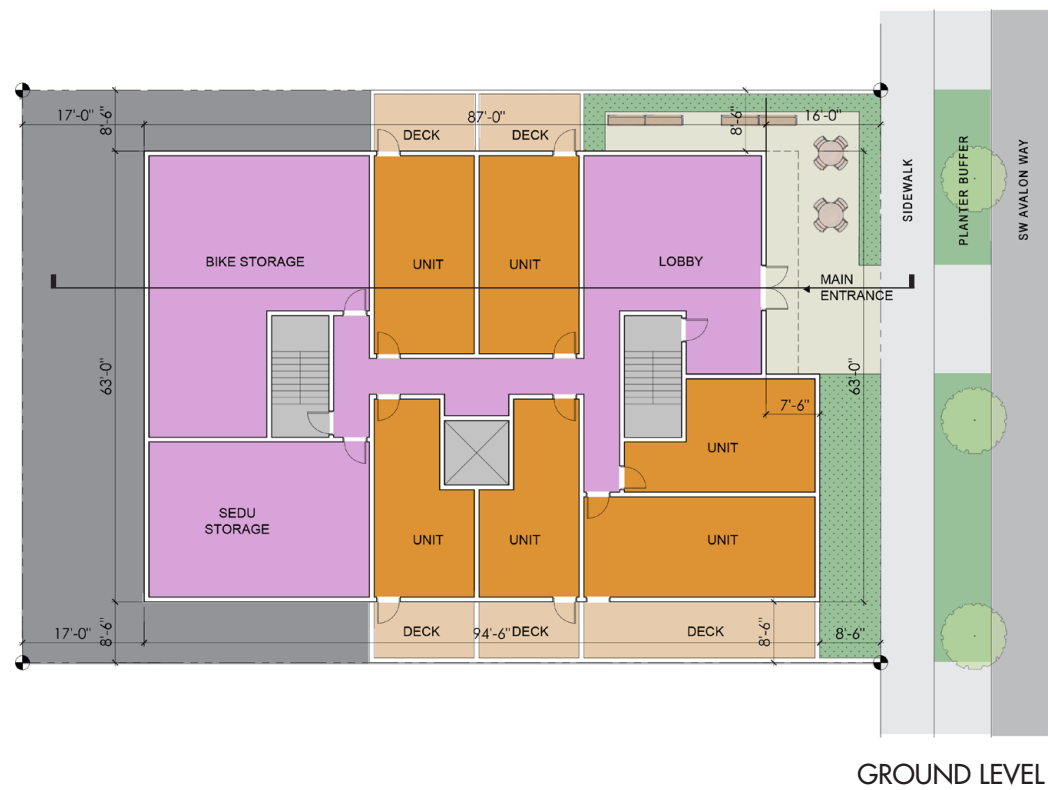 17'-0"
8'-6"
87'-0"
8'-6"
16'-0"
DECK
DECK
SIDEWALK
PLANTER BUFFER
SW AVALON WAY
BIKE STORAGE
UNIT
UNIT
LOBBY
MAIN
ENTRANCE
63'-0"
63'-0"
7'-6"
UNIT
SEDU
STORAGE
UNIT
UNIT
UNIT
17'-0"
8'-6"
DECK
94'-6"
DECK
DECK
8'-6"
8'-6"
GROUND LEVEL